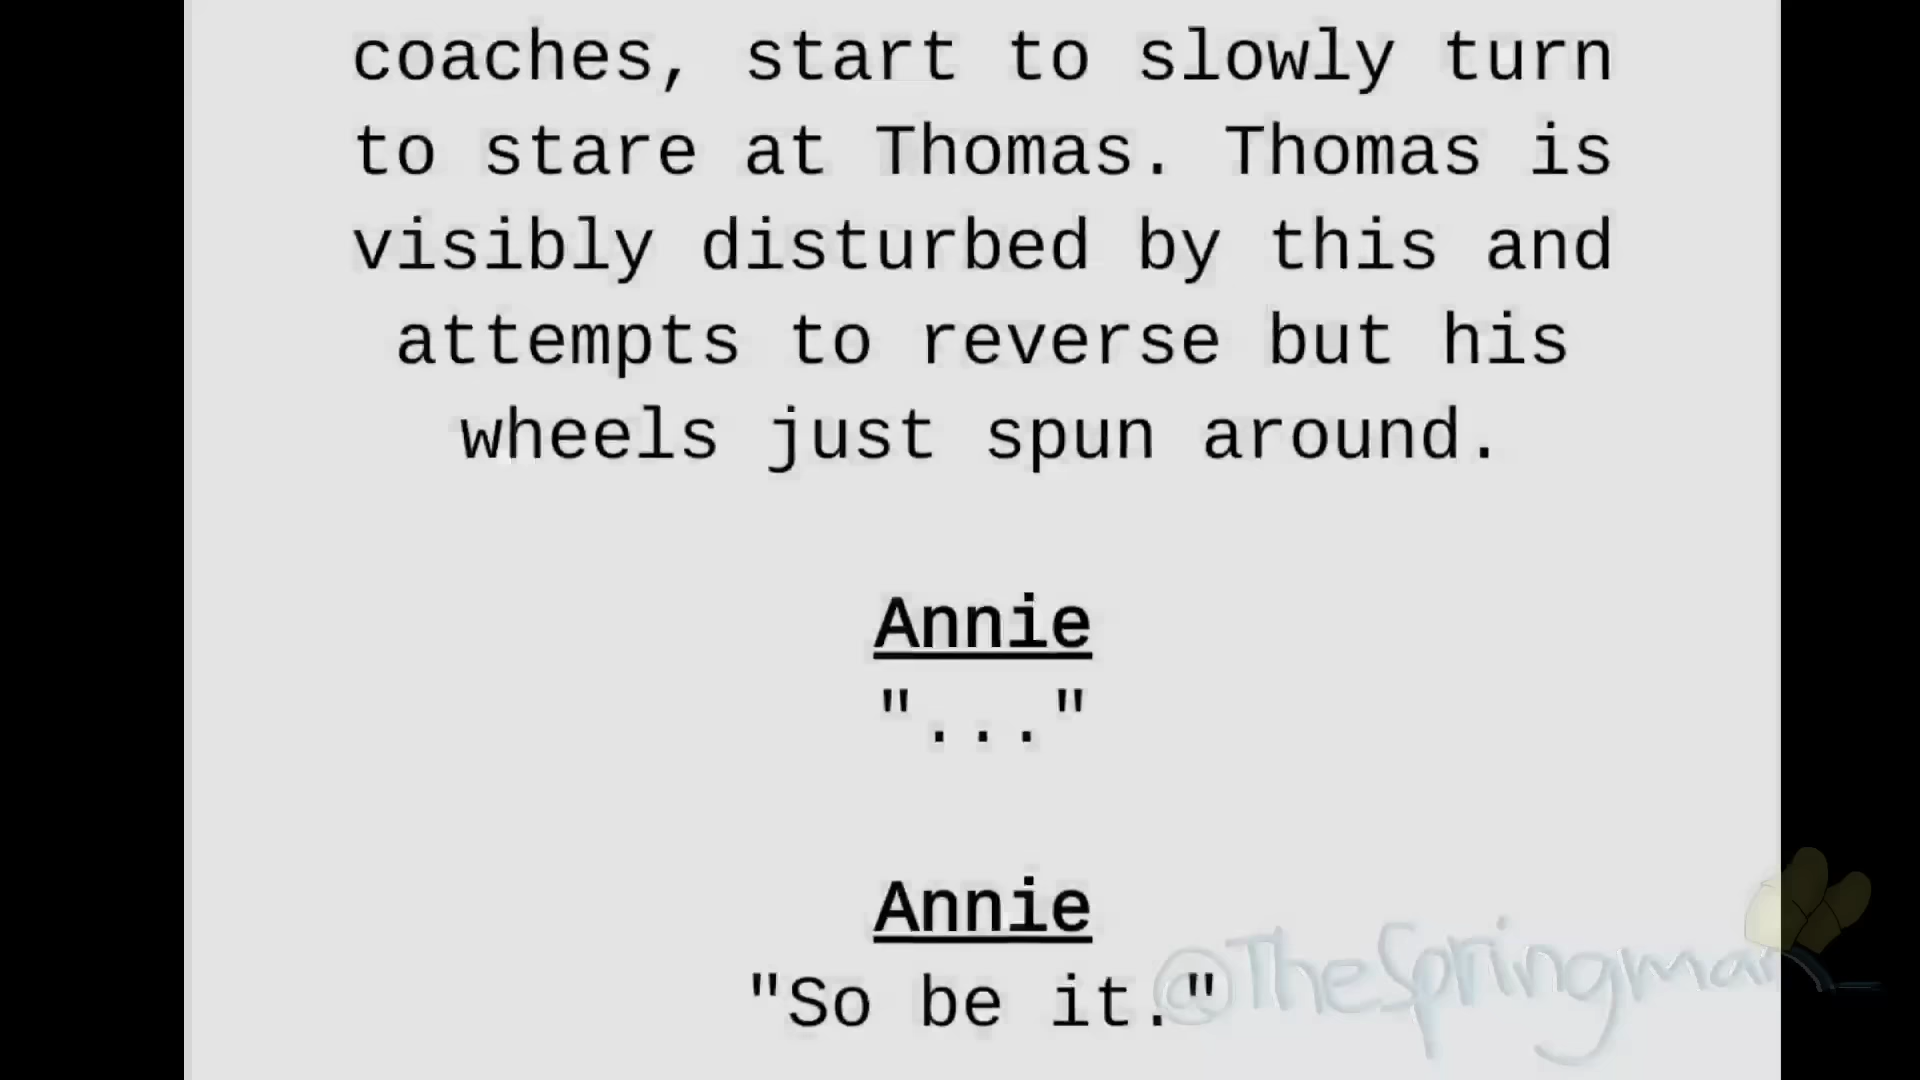 coaches, start to slowly turn
to stare at Thomas. Thomas is
visibly disturbed by this and
attempts to reverse but his
wheels just spun around.
Annie
"..."
Annie
"So be it."
@TheSpringman